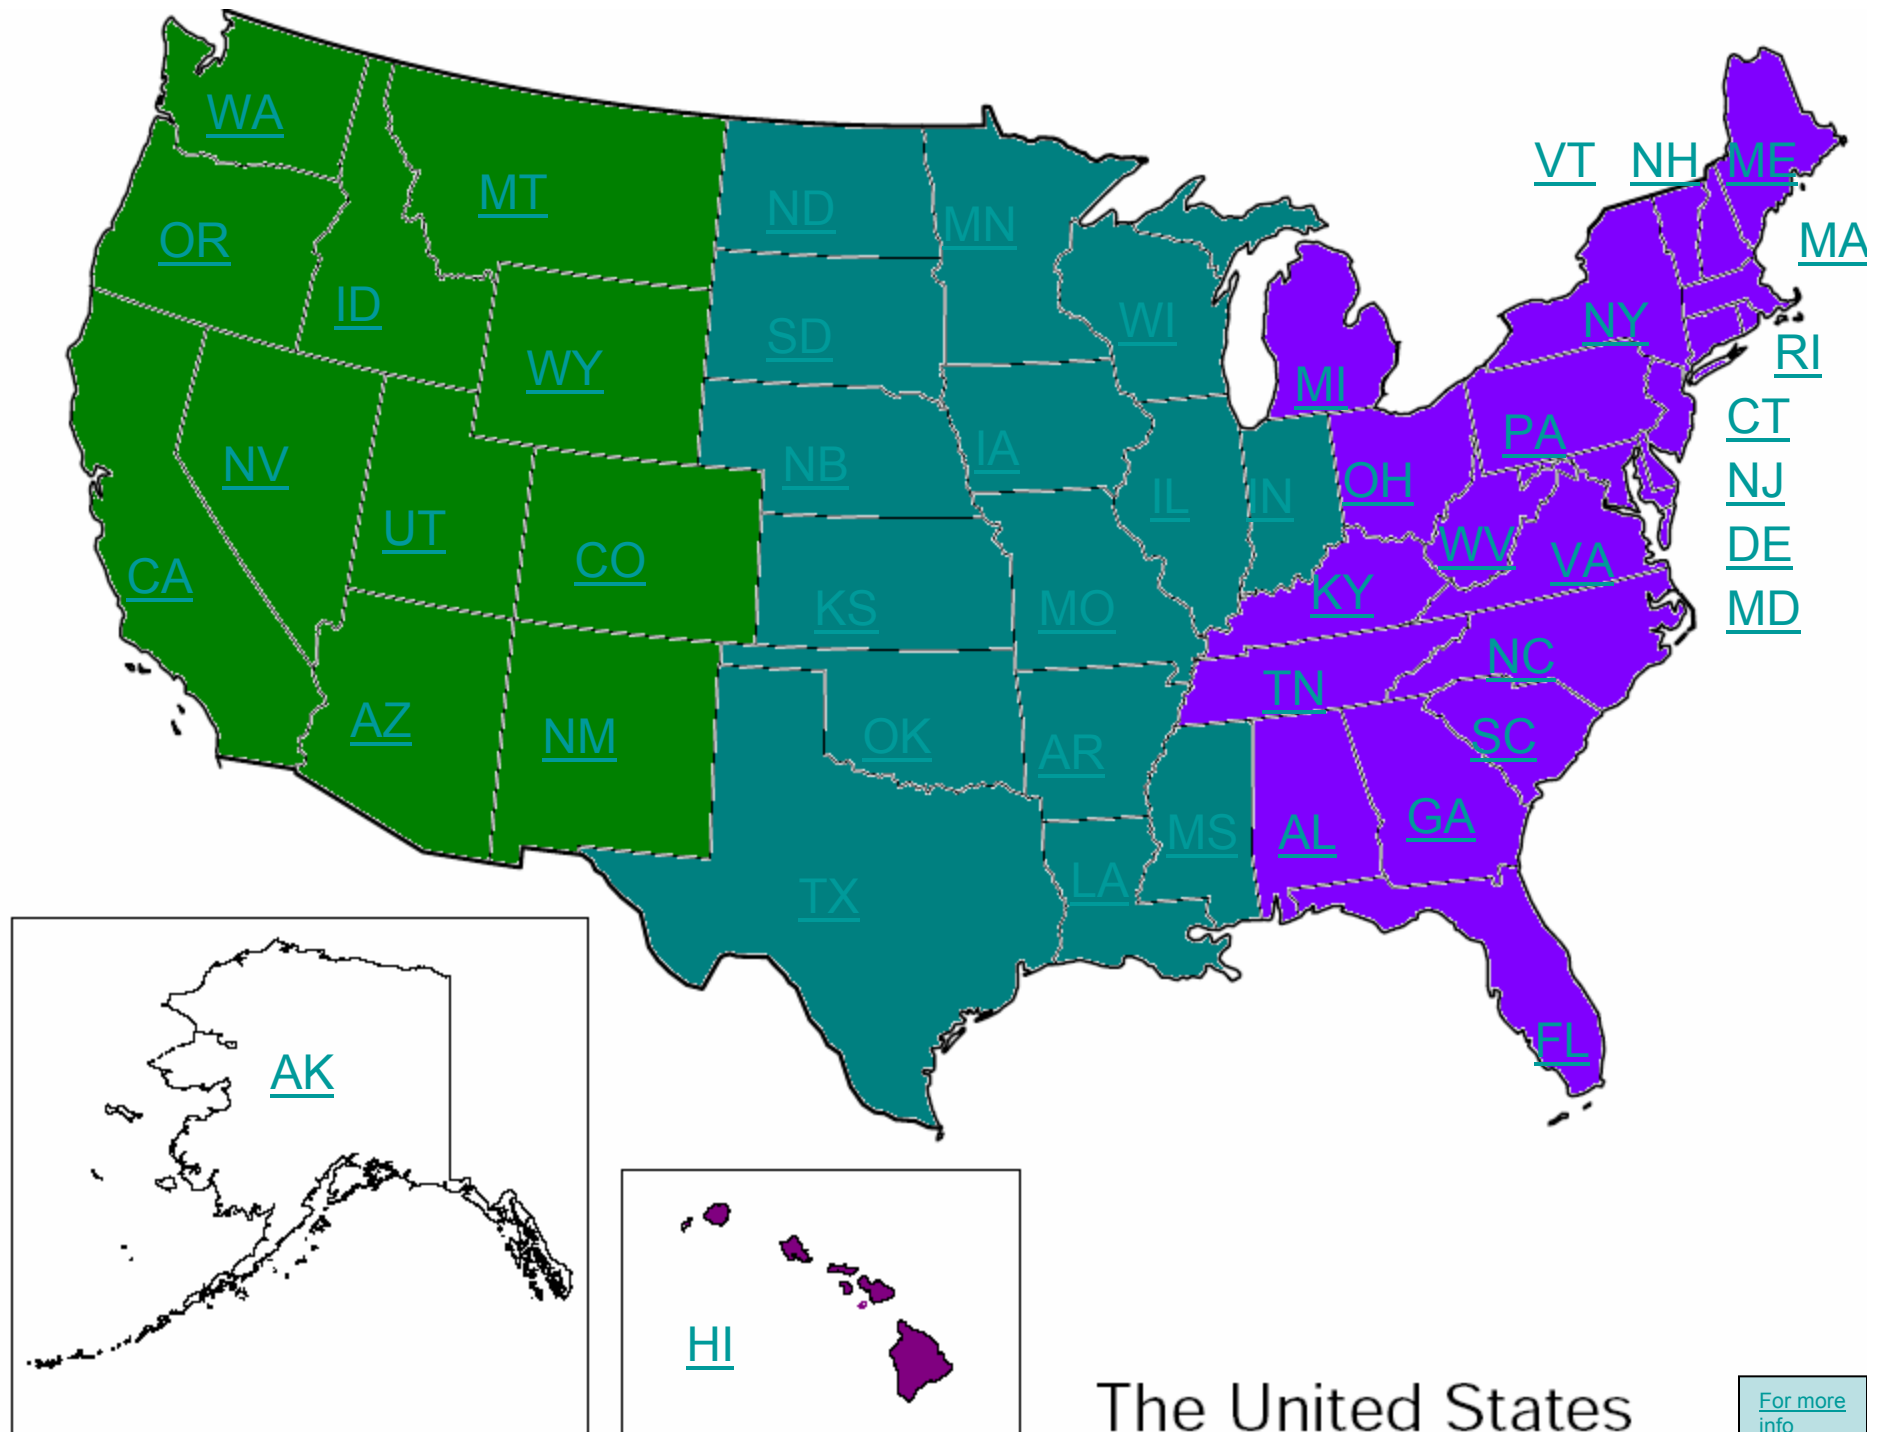 WA
VT NH ME
MT
ND
MN
OR
MA
ID
WI
NY
SD
RI
WY
MI
CT
PA
NV
NB
IA
OH
NJ
IL
IN
UT
CO
WV
VA
DE
CA
KY
KS
MO
MD
NC
TN
AZ
NM
OK
AR
SC
MS
AL
GA
TX
LA
FL
AK
HI
The United States
For more
info